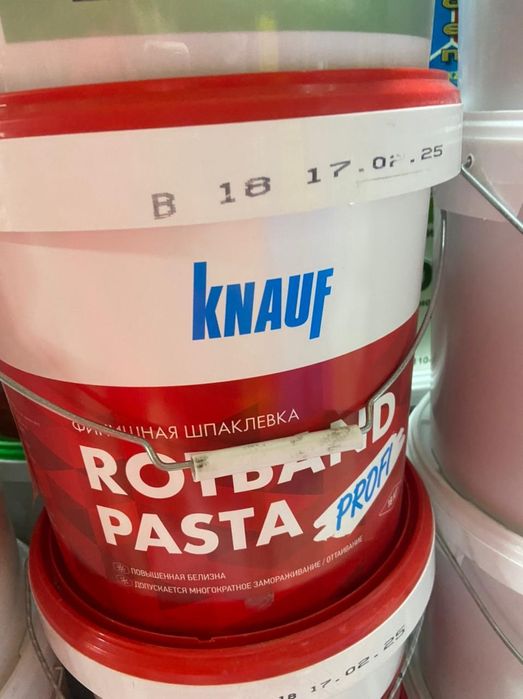 B 18 17.02.25
KNAUF
ФИНИШНАЯ ШПАКЛЕВКА
ROTBAND
PASTA PROFI
ПОВЫШЕННАЯ БЕЛИЗНА
ДОПУСКАЕТСЯ МНОГОКРАТНОЕ ЗАМОРАЖИВАНИЕ / ОТТАИВАНИЕ
18 17-02-25